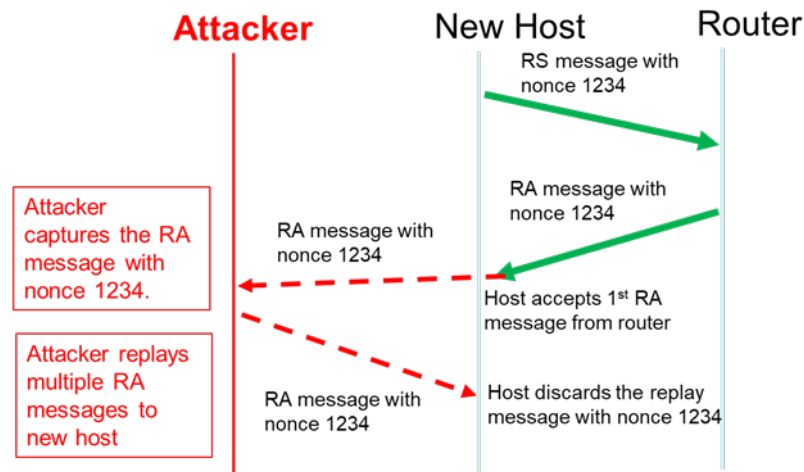 Attacker
New Host
Router
RS message with
nonce 1234
RA message with
nonce 1234
Attacker
captures the RA
message with
nonce 1234.
RA message with
nonce 1234
Host accepts 1st RA
message from router
Attacker replays
multiple RA
messages to
new host
RA message with
nonce 1234
Host discards the replay
message with nonce 1234